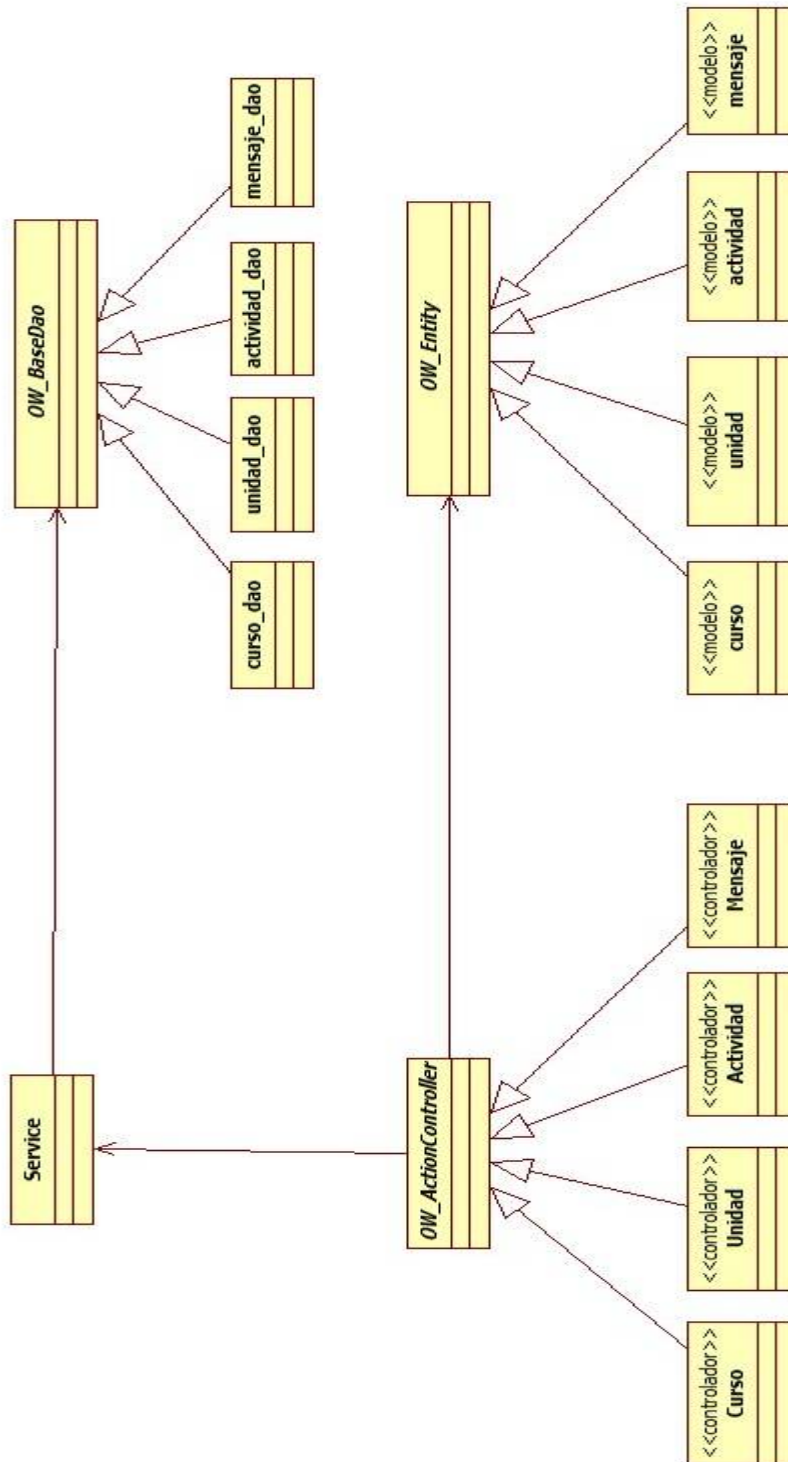 Service
OW_BaseDao
curso_dao
unidad_dao
actividad_dao
mensaje_dao
OW_ActionController
OW_Entity
<<controlador>>
Curso
<<controlador>>
Unidad
<<controlador>>
Actividad
<<controlador>>
Mensaje
<<modelo>>
curso
<<modelo>>
unidad
<<modelo>>
actividad
<<modelo>>
mensaje